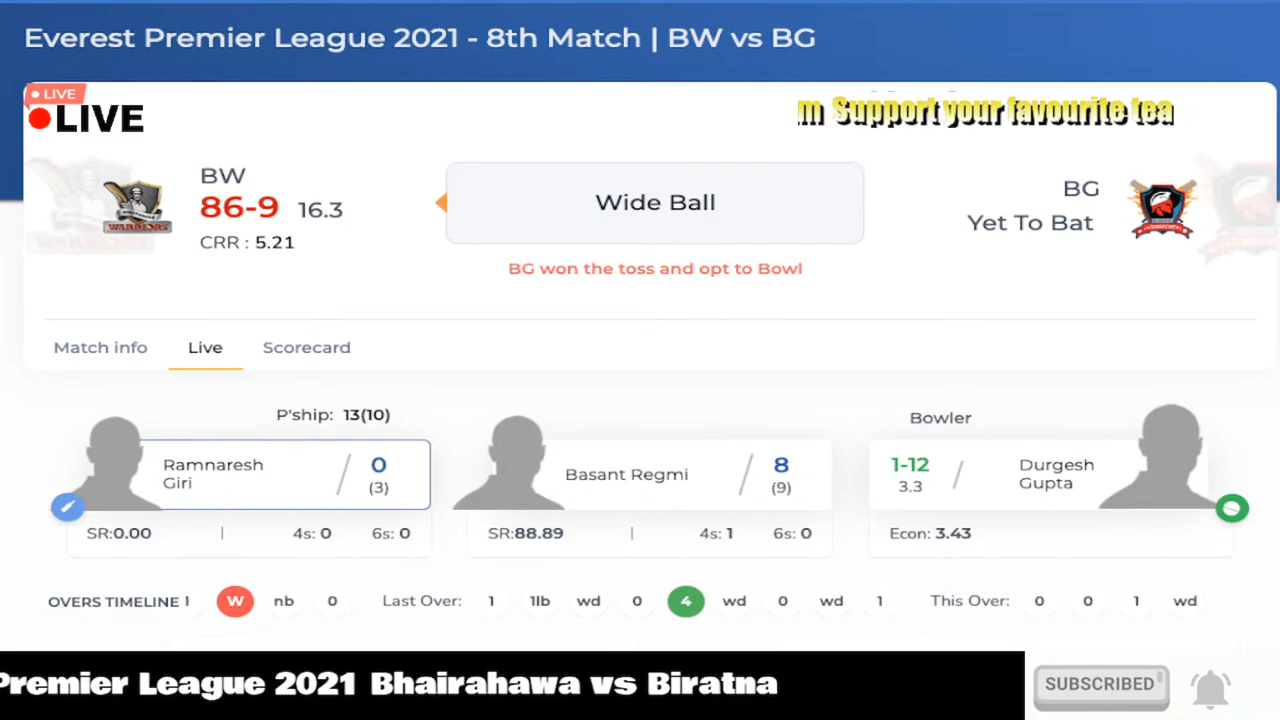 Everest Premier League 2021 - 8th Match | BW vs BG
LIVE
LIVE
m Support your favourite tea
BW
86-9 16.3
CRR : 5.21
Wide Ball
BG
Yet To Bat
WARRIORS
BG won the toss and opt to Bowl
Match info Live Scorecard
P'ship: 13(10)
Bowler
Ramnaresh Giri
0
(3)
Basant Regmi
8
(9)
1-12
3.3
Durgesh Gupta
SR:0.00 | 4s: 0 6s: 0
SR:88.89 | 4s: 1 6s: 0
Econ: 3.43
OVERS TIMELINE 1 W nb 0 Last Over: 1 1lb wd 0 4 wd 0 wd 1 This Over: 0 0 1 wd
Premier League 2021 Bhairahawa vs Biratna
SUBSCRIBED